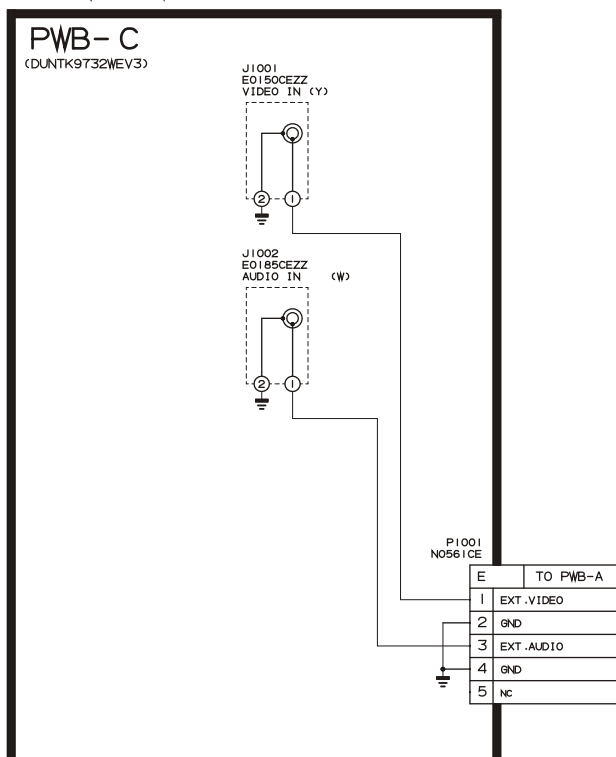 PWB- C
(DUNTK9732WEV3)
J1001
E0150CEZZ
VIDEO IN (Y)
2 1
J1002
E0185CEZZ
AUDIO IN (W)
2 1
P1001
N0561CE
E TO PWB-A
1 EXT.VIDEO
2 GND
3 EXT.AUDIO
4 GND
5 NC